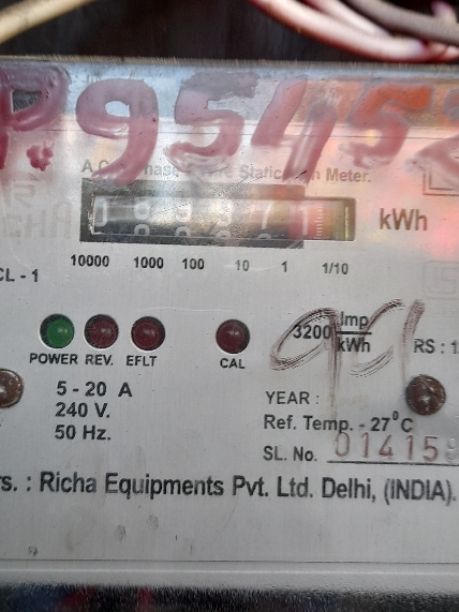 P.95452
A.C. Phase Wire Static Meter.
kWh
10000 1000 100 10 1 1/10
CL - 1
3200 Imp
kWh
POWER REV. EFLT CAL
RS : 1
5 - 20 A
240 V.
50 Hz.
YEAR :
Ref. Temp. - 27°C
SL. No. 014159
rs. : Richa Equipments Pvt. Ltd. Delhi, (INDIA).